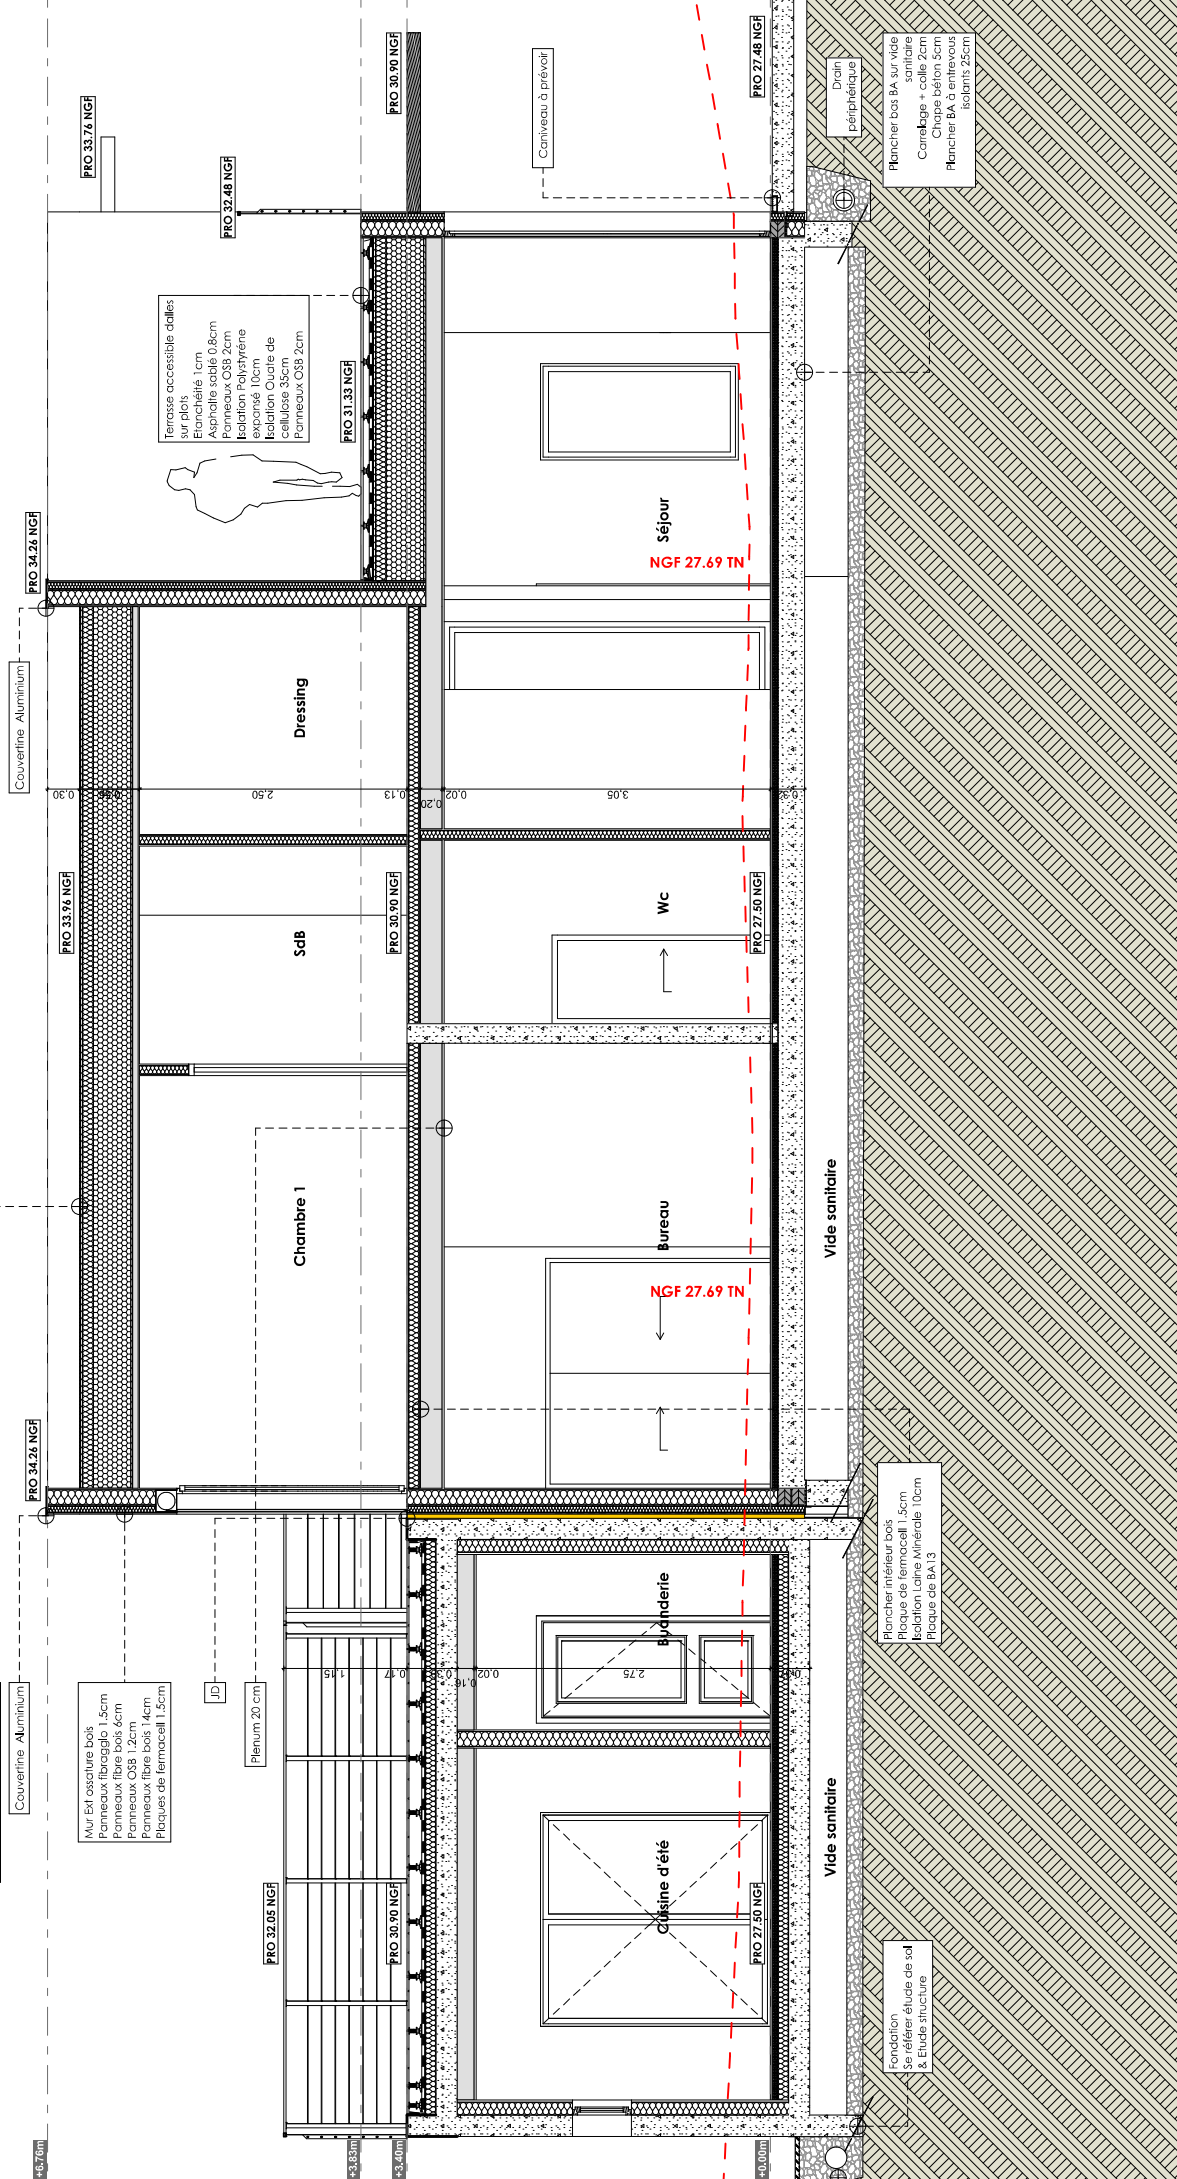 +6.76m
+3.83m
+3.40m
+0.00m
Couvertine Aluminium
PRO 34.26 NGF
Mur Ext ossature bois
Panneaux fibragglo 1.5cm
Panneaux fibre bois 6cm
Panneaux OSB 1.2cm
Panneaux fibre bois 14cm
Plaques de fermacell 1.5cm
JD
Plenum 20 cm
PRO 32.05 NGF
PRO 30.90 NGF
1,15
0,17
0,16
0,02
2,75
Cuisine d'été
Buanderie
PRO 27.50 NGF
Vide sanitaire
Fondation
Se référer étude de sol
& Etude structure
Plancher intérieur bois
Plaque de fermacell 1.5cm
Isolation Laine Minérale 10cm
Plaque de BA13
Chambre 1
SdB
Dressing
PRO 33.96 NGF
PRO 30.90 NGF
Bureau
NGF 27.69 TN
Wc
PRO 27.50 NGF
Vide sanitaire
0,30
2,50
0,13
0,20
0,02
3,05
Couvertine Aluminium
PRO 34.26 NGF
Séjour
NGF 27.69 TN
Terrasse accessible dalles
sur plots
Etanchéité 1cm
Asphalte sablé 0.8cm
Panneaux OSB 2cm
Isolation Polystyrène
expansé 10cm
Isolation Ouate de
cellulose 35cm
Panneaux OSB 2cm
PRO 31.33 NGF
PRO 33.76 NGF
PRO 32.48 NGF
PRO 30.90 NGF
Caniveau à prévoir
PRO 27.48 NGF
Drain
périphérique
Plancher bas BA sur vide
sanitaire
Carrelage + colle 2cm
Chape béton 5cm
Plancher BA à entrevous
isolants 25cm